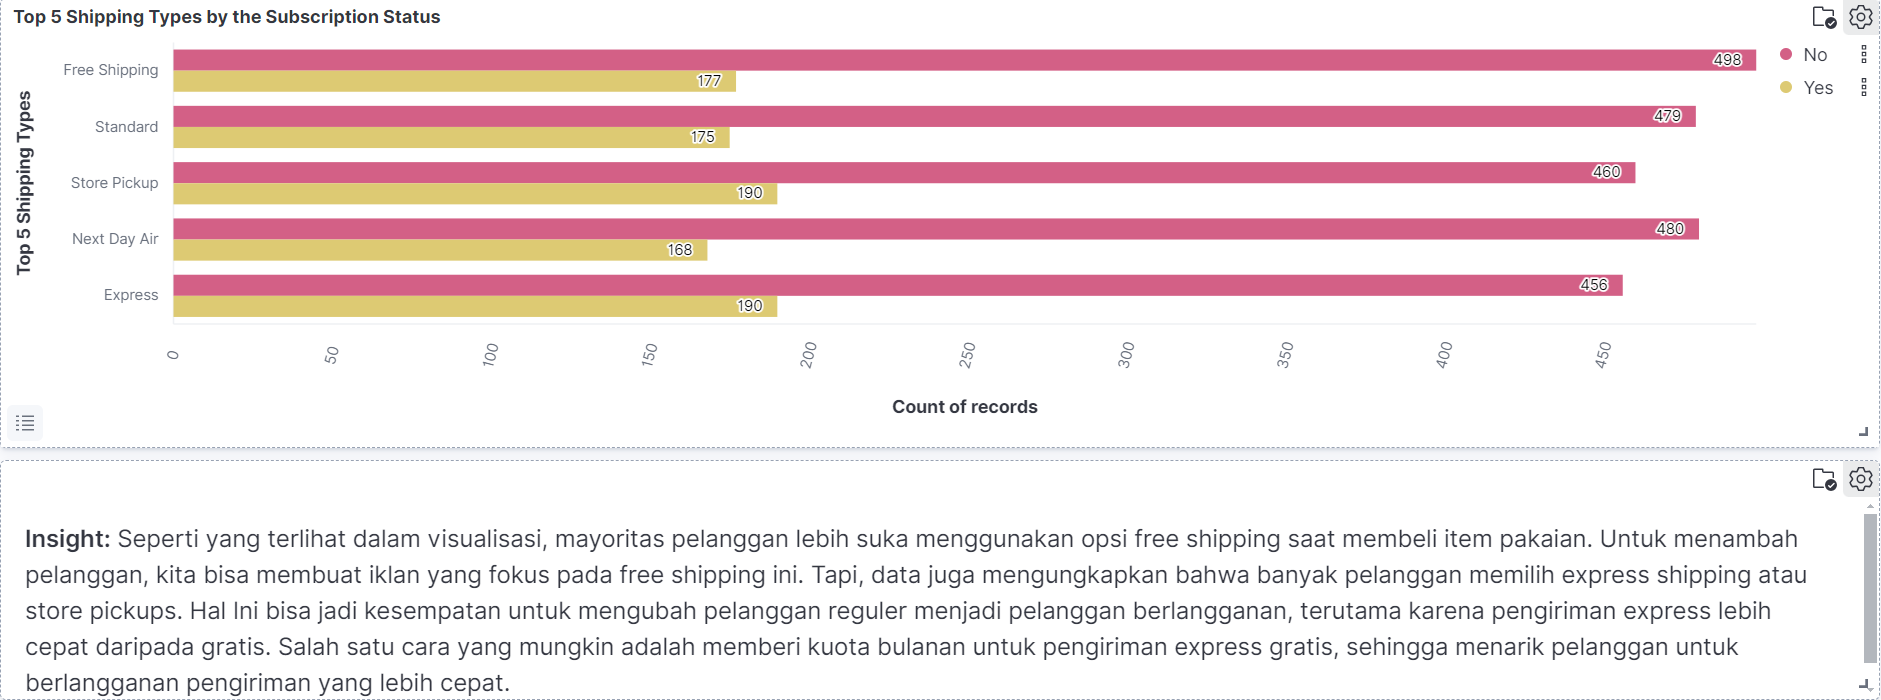 Top 5 Shipping Types by the Subscription Status
Top 5 Shipping Types
Free Shipping
498
177
Standard
479
175
Store Pickup
460
190
Next Day Air
480
168
Express
456
190
0 50 100 150 200 250 300 350 400 450
Count of records
No
Yes
Insight: Seperti yang terlihat dalam visualisasi, mayoritas pelanggan lebih suka menggunakan opsi free shipping saat membeli item pakaian. Untuk menambah
pelanggan, kita bisa membuat iklan yang fokus pada free shipping ini. Tapi, data juga mengungkapkan bahwa banyak pelanggan memilih express shipping atau
store pickups. Hal Ini bisa jadi kesempatan untuk mengubah pelanggan reguler menjadi pelanggan berlangganan, terutama karena pengiriman express lebih
cepat daripada gratis. Salah satu cara yang mungkin adalah memberi kuota bulanan untuk pengiriman express gratis, sehingga menarik pelanggan untuk
berlangganan pengiriman yang lebih cepat.